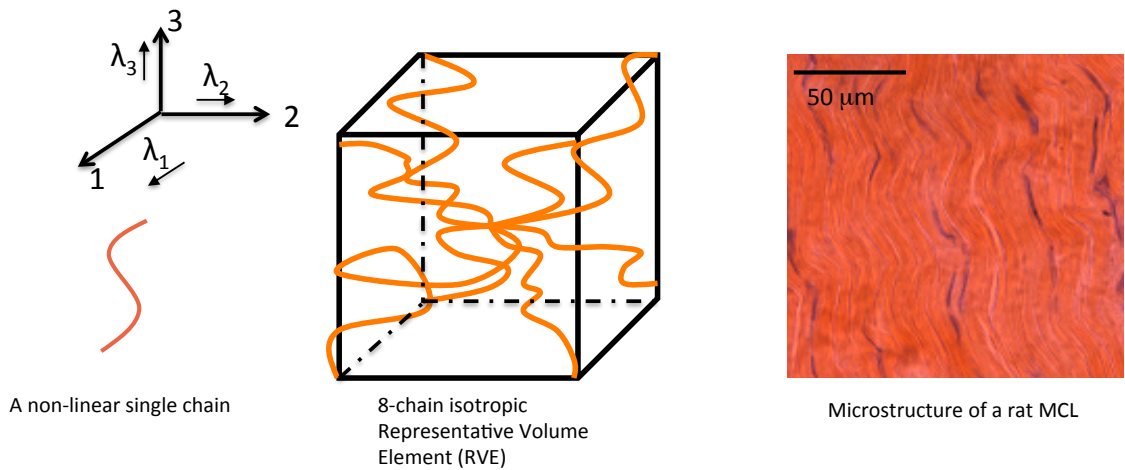 3
λ3
λ2
2
λ1
1
50 μm
A non-linear single chain
8-chain isotropic
Representative Volume
Element (RVE)
Microstructure of a rat MCL